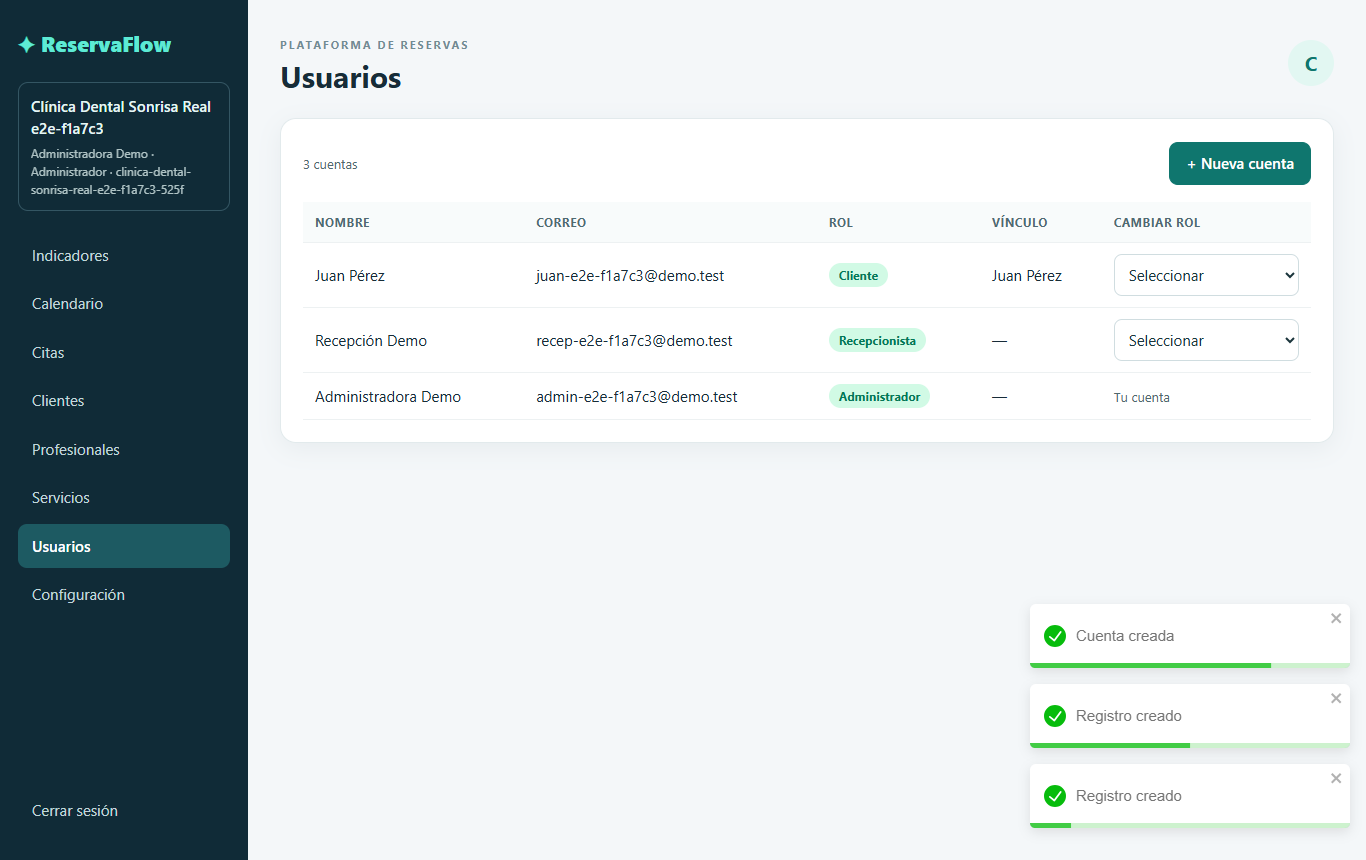 ✦ ReservaFlow
Clínica Dental Sonrisa Real
e2e-f1a7c3
Administradora Demo ·
Administrador · clinica-dental-
sonrisa-real-e2e-f1a7c3-525f
Indicadores
Calendario
Citas
Clientes
Profesionales
Servicios
Usuarios
Configuración
Cerrar sesión
PLATAFORMA DE RESERVAS
Usuarios
C
3 cuentas
+ Nueva cuenta
NOMBRE CORREO ROL VÍNCULO CAMBIAR ROL
Juan Pérez juan-e2e-f1a7c3@demo.test Cliente Juan Pérez Seleccionar
Recepción Demo recep-e2e-f1a7c3@demo.test Recepcionista — Seleccionar
Administradora Demo admin-e2e-f1a7c3@demo.test Administrador — Tu cuenta
Cuenta creada
Registro creado
Registro creado